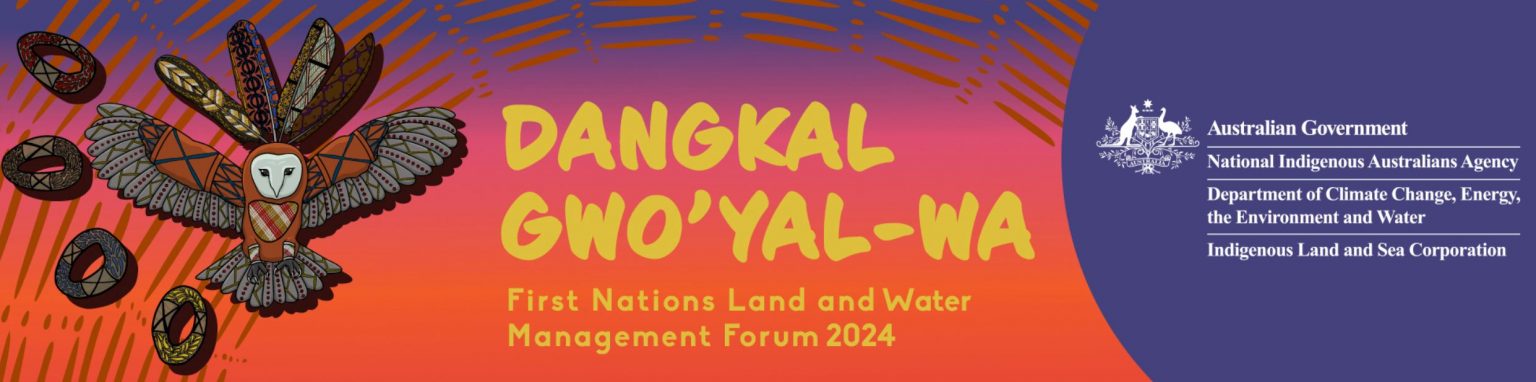 DANGKAL
GWO'YAL-WA
First Nations Land and Water
Management Forum 2024
AUSTRALIA
Australian Government
National Indigenous Australians Agency
Department of Climate Change, Energy,
the Environment and Water
Indigenous Land and Sea Corporation